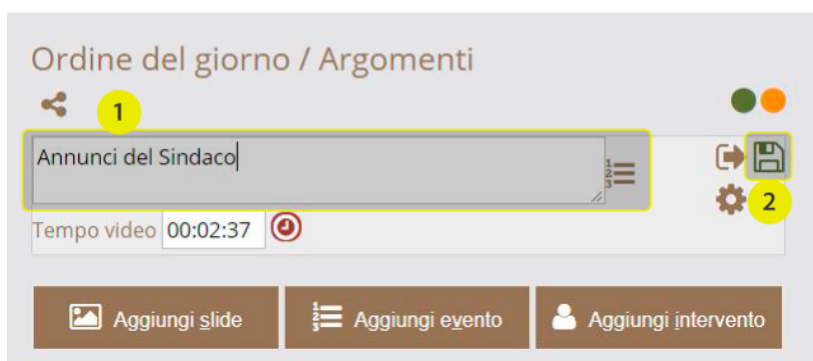 Ordine del giorno / Argomenti
1
Annunci del Sindaco
2
Tempo video 00:02:37
Aggiungi slide Aggiungi evento Aggiungi intervento